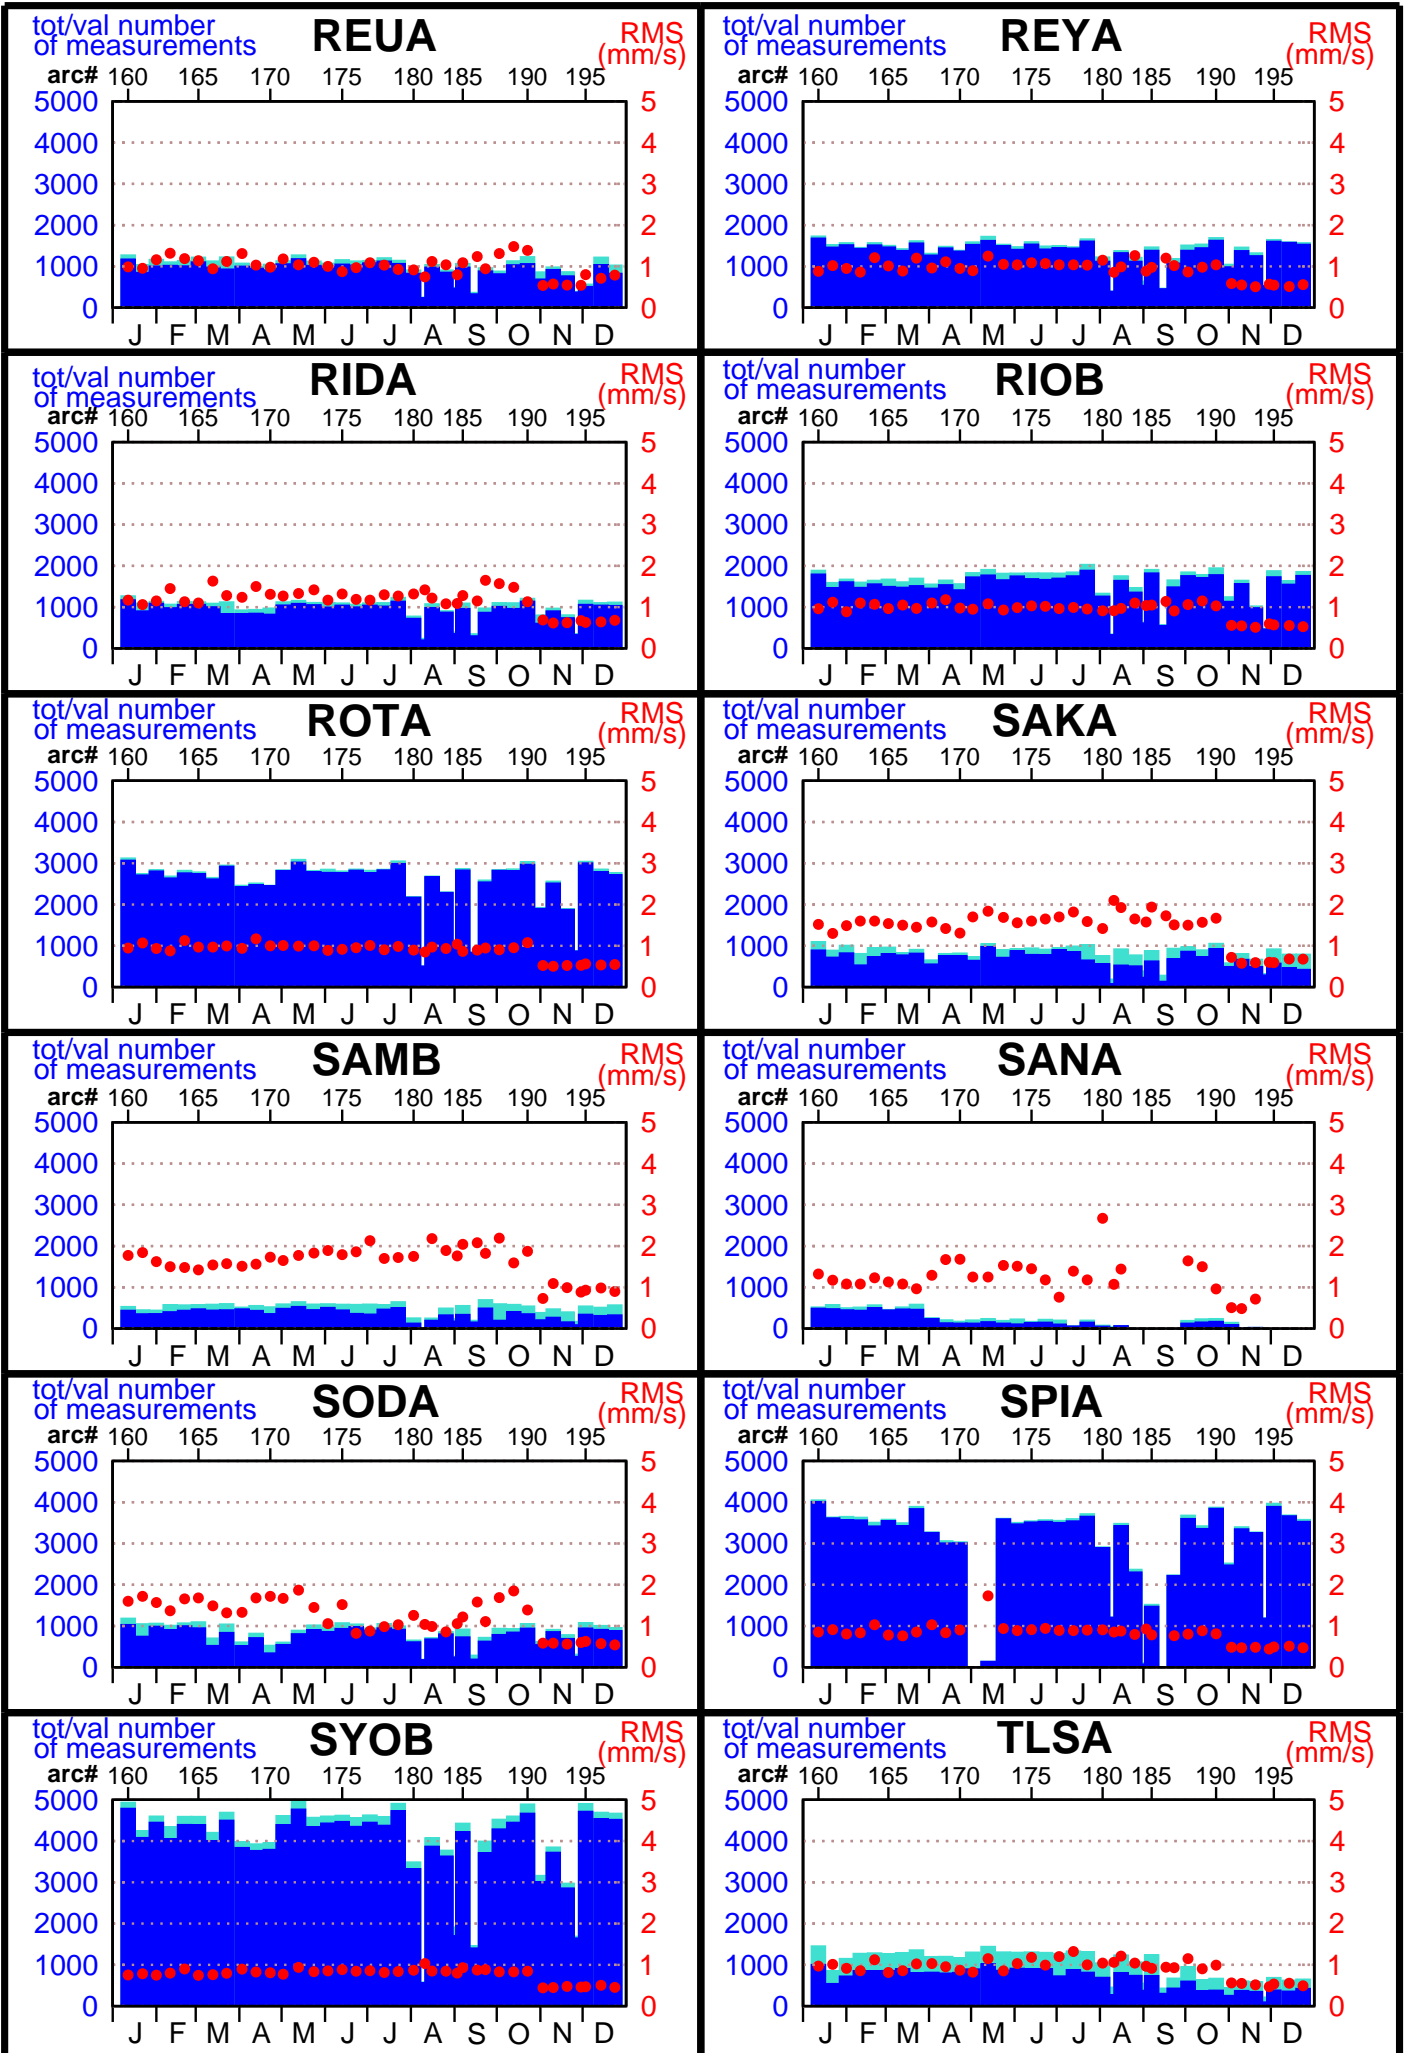 tot/val number
of measurements
REUA
RMS
(mm/s)
arc# 160 165 170 175 180 185 190 195
5000 5
4000 4
3000 3
2000 2
1000 1
0 0
J F M A M J J A S O N D
tot/val number
of measurements
REYA
RMS
(mm/s)
arc# 160 165 170 175 180 185 190 195
5000 5
4000 4
3000 3
2000 2
1000 1
0 0
J F M A M J J A S O N D
tot/val number
of measurements
RIDA
RMS
(mm/s)
arc# 160 165 170 175 180 185 190 195
5000 5
4000 4
3000 3
2000 2
1000 1
0 0
J F M A M J J A S O N D
tot/val number
of measurements
RIOB
RMS
(mm/s)
arc# 160 165 170 175 180 185 190 195
5000 5
4000 4
3000 3
2000 2
1000 1
0 0
J F M A M J J A S O N D
tot/val number
of measurements
ROTA
RMS
(mm/s)
arc# 160 165 170 175 180 185 190 195
5000 5
4000 4
3000 3
2000 2
1000 1
0 0
J F M A M J J A S O N D
tot/val number
of measurements
SAKA
RMS
(mm/s)
arc# 160 165 170 175 180 185 190 195
5000 5
4000 4
3000 3
2000 2
1000 1
0 0
J F M A M J J A S O N D
tot/val number
of measurements
SAMB
RMS
(mm/s)
arc# 160 165 170 175 180 185 190 195
5000 5
4000 4
3000 3
2000 2
1000 1
0 0
J F M A M J J A S O N D
tot/val number
of measurements
SANA
RMS
(mm/s)
arc# 160 165 170 175 180 185 190 195
5000 5
4000 4
3000 3
2000 2
1000 1
0 0
J F M A M J J A S O N D
tot/val number
of measurements
SODA
RMS
(mm/s)
arc# 160 165 170 175 180 185 190 195
5000 5
4000 4
3000 3
2000 2
1000 1
0 0
J F M A M J J A S O N D
tot/val number
of measurements
SPIA
RMS
(mm/s)
arc# 160 165 170 175 180 185 190 195
5000 5
4000 4
3000 3
2000 2
1000 1
0 0
J F M A M J J A S O N D
tot/val number
of measurements
SYOB
RMS
(mm/s)
arc# 160 165 170 175 180 185 190 195
5000 5
4000 4
3000 3
2000 2
1000 1
0 0
J F M A M J J A S O N D
tot/val number
of measurements
TLSA
RMS
(mm/s)
arc# 160 165 170 175 180 185 190 195
5000 5
4000 4
3000 3
2000 2
1000 1
0 0
J F M A M J J A S O N D